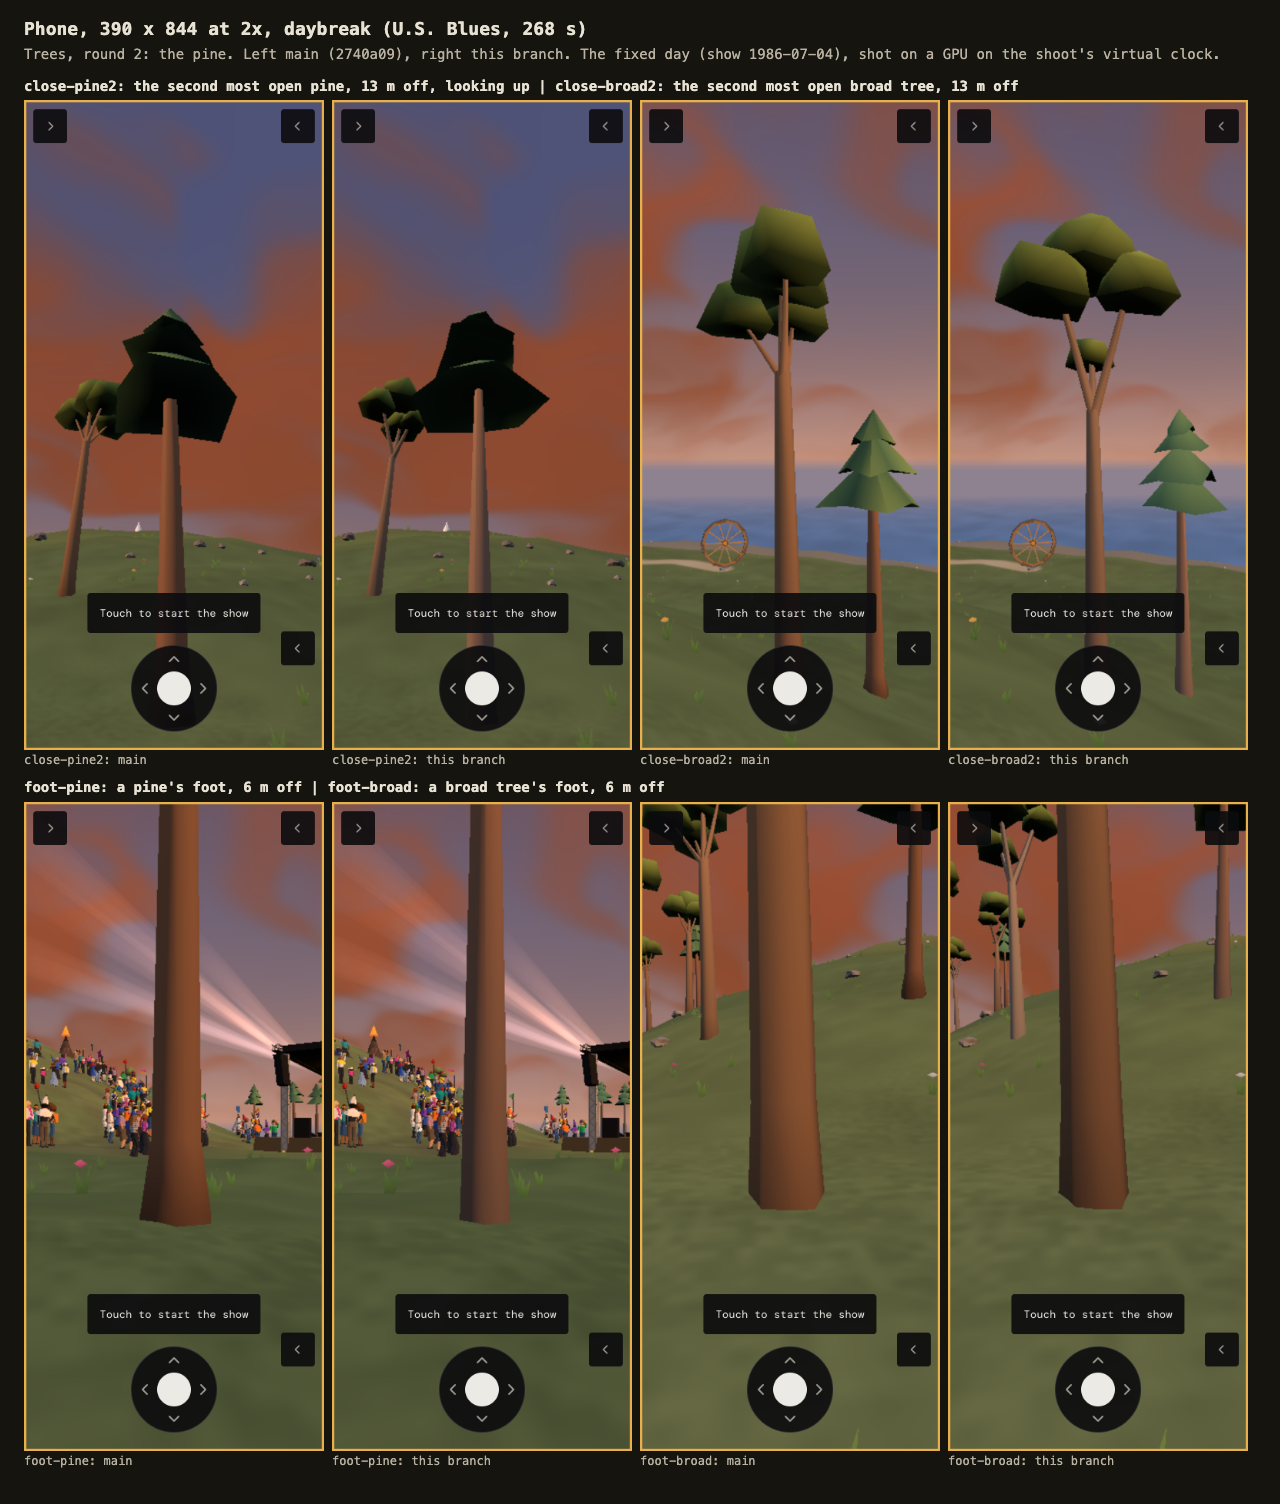 Phone, 390 x 844 at 2x, daybreak (U.S. Blues, 268 s)
Trees, round 2: the pine. Left main (2740a09), right this branch. The fixed day (show 1986-07-04), shot on a GPU on the shoot's virtual clock.
close-pine2: the second most open pine, 13 m off, looking up | close-broad2: the second most open broad tree, 13 m off
Touch to start the show
Touch to start the show
Touch to start the show
Touch to start the show
close-pine2: main
close-pine2: this branch
close-broad2: main
close-broad2: this branch
foot-pine: a pine's foot, 6 m off | foot-broad: a broad tree's foot, 6 m off
Touch to start the show
Touch to start the show
Touch to start the show
Touch to start the show
foot-pine: main
foot-pine: this branch
foot-broad: main
foot-broad: this branch